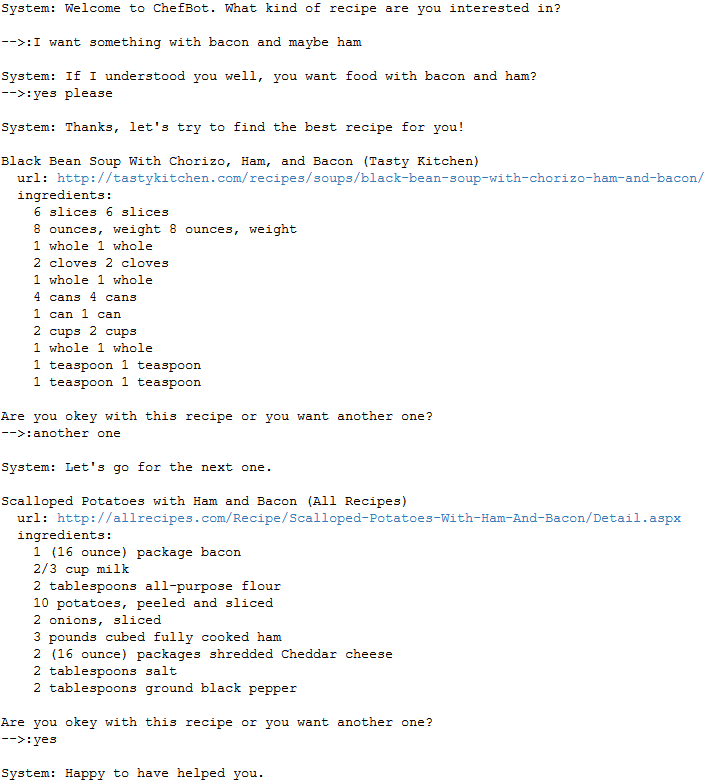 System: Welcome to ChefBot. What kind of recipe are you interested in?
-->:I want something with bacon and maybe ham
System: If I understood you well, you want food with bacon and ham?
-->:yes please
System: Thanks, let's try to find the best recipe for you!
Black Bean Soup With Chorizo, Ham, and Bacon (Tasty Kitchen)
url: http://tastykitchen.com/recipes/soups/black-bean-soup-with-chorizo-ham-and-bacon/
ingredients:
6 slices 6 slices
8 ounces, weight 8 ounces, weight
1 whole 1 whole
2 cloves 2 cloves
1 whole 1 whole
4 cans 4 cans
1 can 1 can
2 cups 2 cups
1 whole 1 whole
1 teaspoon 1 teaspoon
1 teaspoon 1 teaspoon
Are you okey with this recipe or you want another one?
-->:another one
System: Let's go for the next one.
Scalloped Potatoes with Ham and Bacon (All Recipes)
url: http://allrecipes.com/Recipe/Scalloped-Potatoes-With-Ham-And-Bacon/Detail.aspx
ingredients:
1 (16 ounce) package bacon
2/3 cup milk
2 tablespoons all-purpose flour
10 potatoes, peeled and sliced
2 onions, sliced
3 pounds cubed fully cooked ham
2 (16 ounce) packages shredded Cheddar cheese
2 tablespoons salt
2 tablespoons ground black pepper
Are you okey with this recipe or you want another one?
-->:yes
System: Happy to have helped you.